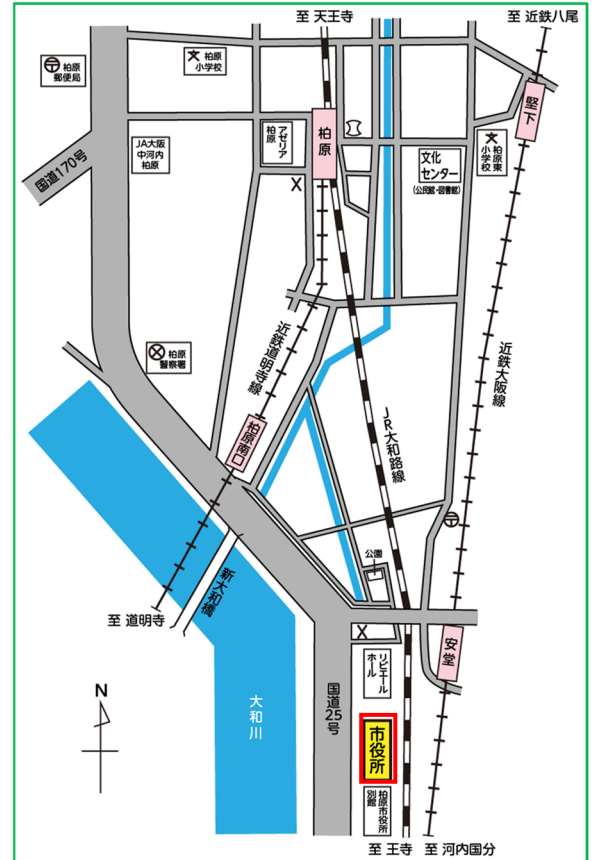 至 天王寺
至 近鉄八尾
柏原
郵便局
柏原
小学校
堅下
柏原
アゼリア
柏原
JA大阪
中河内
柏原
文化
センター
(公民館・図書館)
柏原東
小学校
国道170号
近鉄道明寺線
柏原
警察署
近鉄大阪線
JR大和路線
柏原南口
公園
新大和橋
至 道明寺
安堂
リビエール
ホール
N
大和川
国道25号
市役所
柏原市役所
別館
至 王寺
至 河内国分